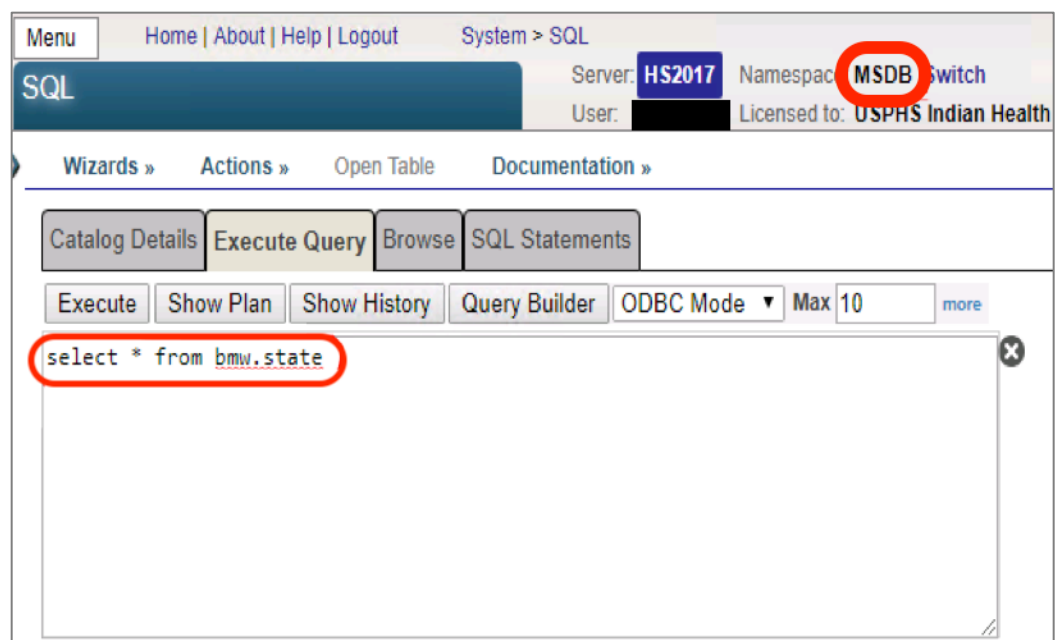 Menu Home | About | Help | Logout System > SQL
SQL
Server: HS2017 Namespac MSDB Switch
User: Licensed to: USPHS Indian Health
Wizards » Actions » Open Table Documentation »
Catalog Details Execute Query Browse SQL Statements
Execute Show Plan Show History Query Builder ODBC Mode ▼ Max 10 more
select * from bmw.state